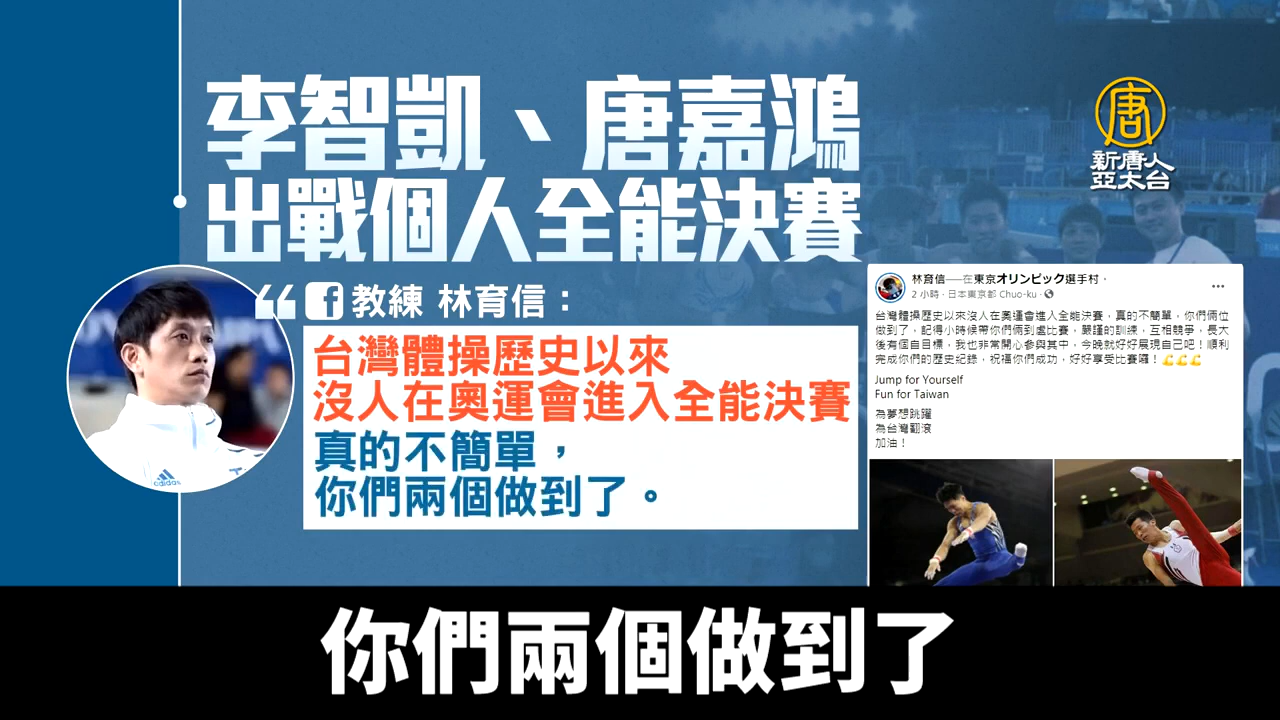 李智凱、唐嘉鴻
出戰個人全能決賽
唐
新唐人
亞太台
教練 林育信：
台灣體操歷史以來
沒人在奧運會進入全能決賽
真的不簡單，
你們兩個做到了。
adidas
林育信——在東京オリンピック選手村。
2 小時 · 日本東京都 Chuo-ku ·
台灣體操歷史以來沒人在奧運會進入全能決賽，真的不簡單，你們倆位
做到了，記得小時候帶你們倆到處比賽，嚴謹的訓練，互相競爭，長大
後有個自目標，我也非常開心參與其中，今晚就好好展現自己吧！順利
完成你們的歷史紀錄，祝福你們成功，好好享受比賽囉！
Jump for Yourself
Fun for Taiwan
為夢想跳躍
為台灣翻滾
加油！
你們兩個做到了